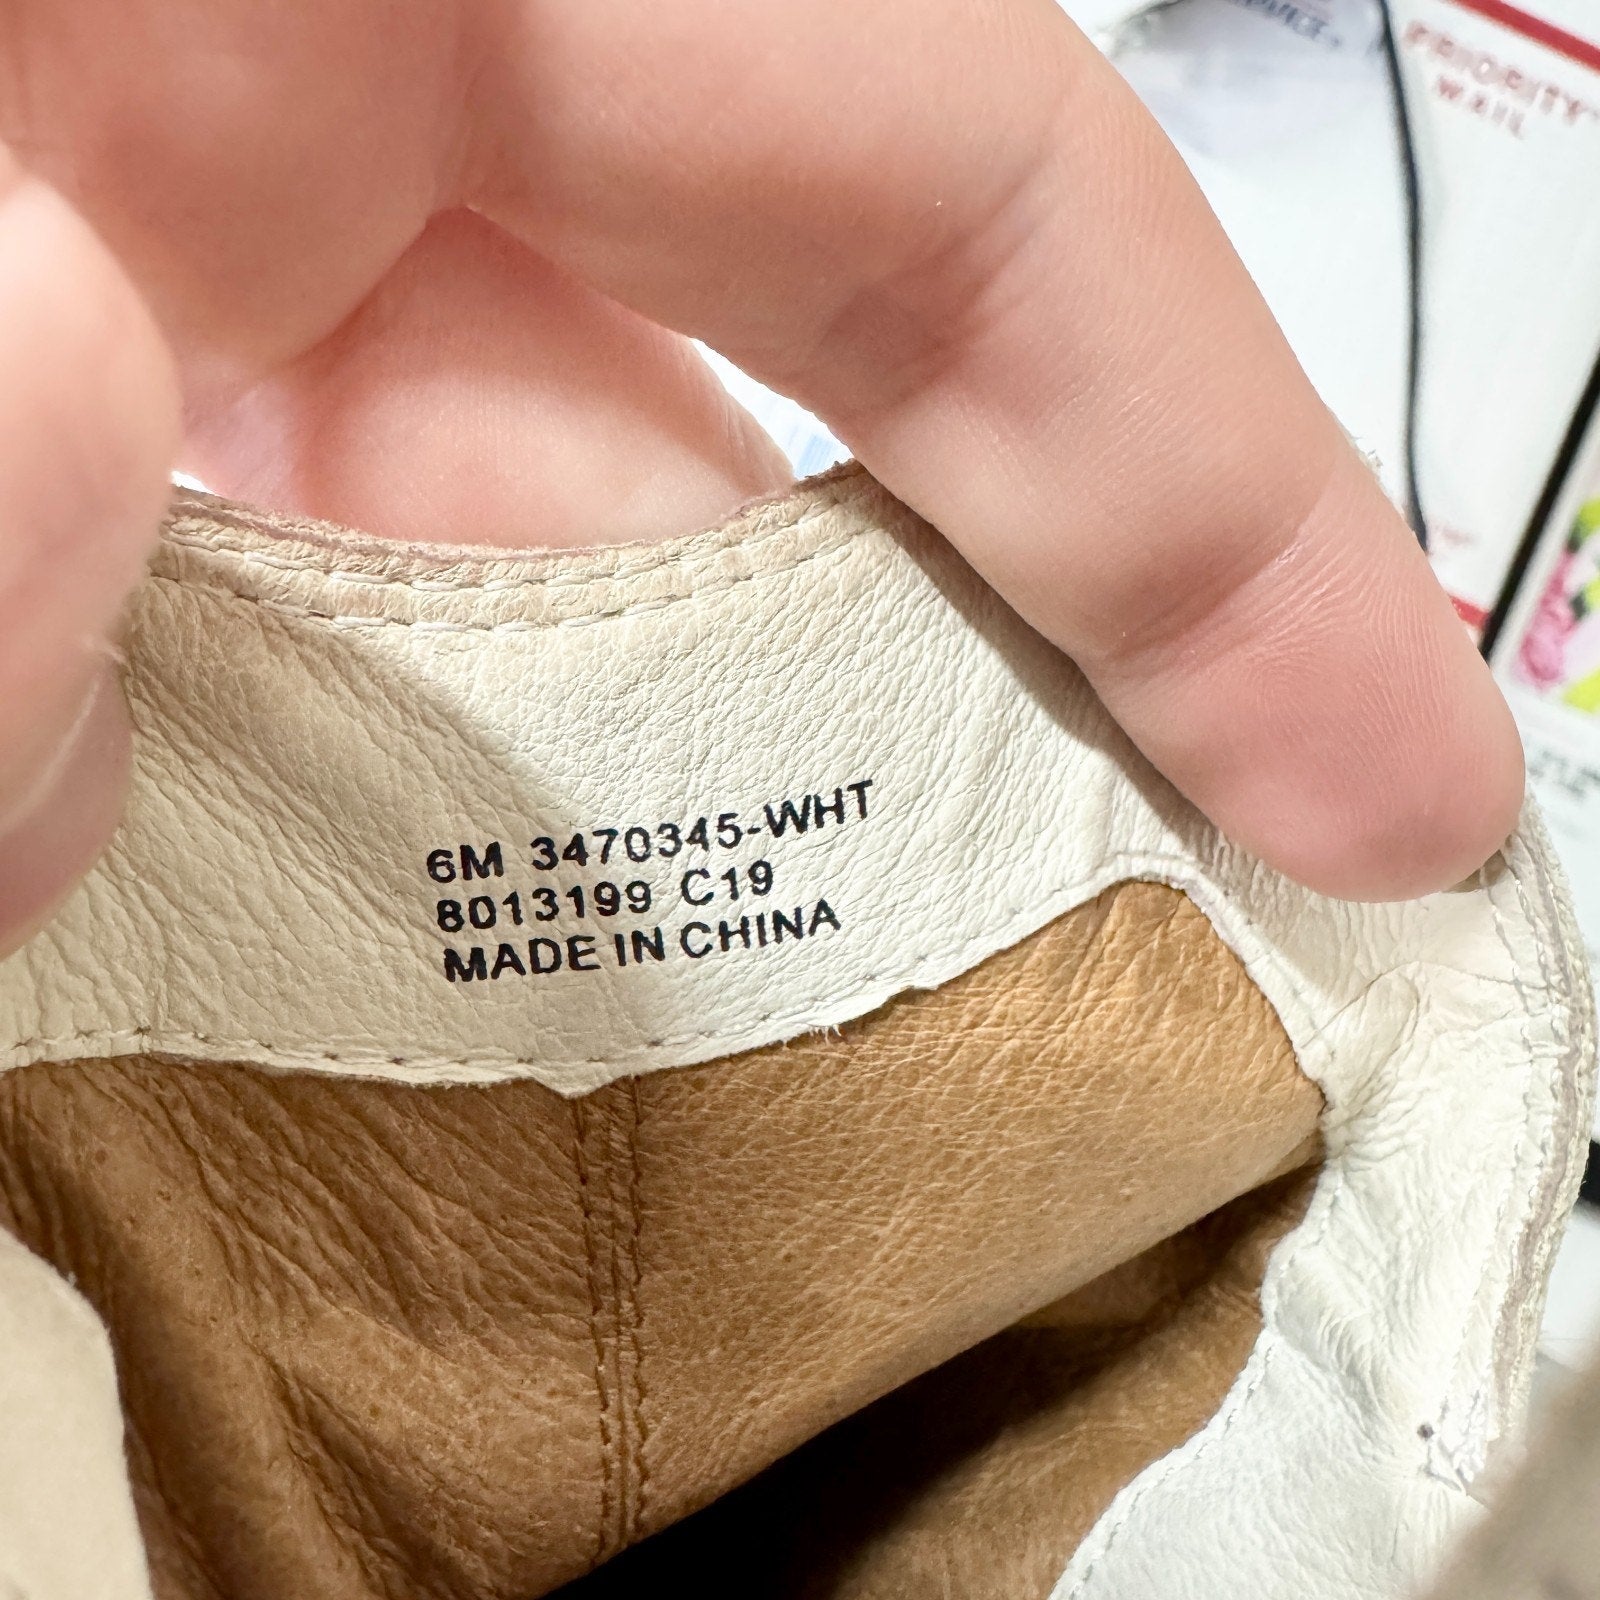 PRIORITY
MAIL
6M 3470345-WHT
8013199 C19
MADE IN CHINA